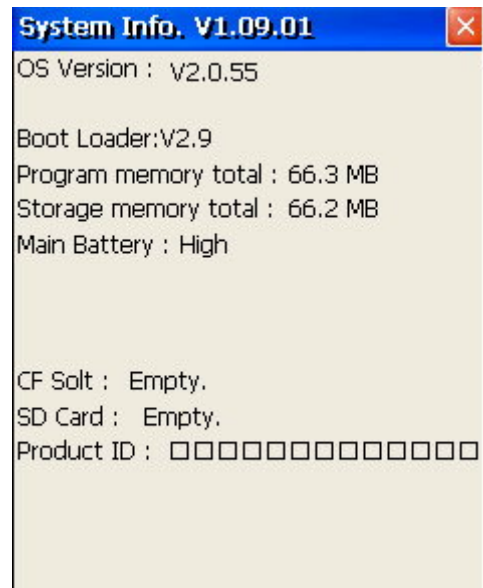 System Info. V1.09.01
OS Version : V2.0.55
Boot Loader:V2.9
Program memory total : 66.3 MB
Storage memory total : 66.2 MB
Main Battery : High
CF Solt : Empty.
SD Card : Empty.
Product ID : □□□□□□□□□□□□□